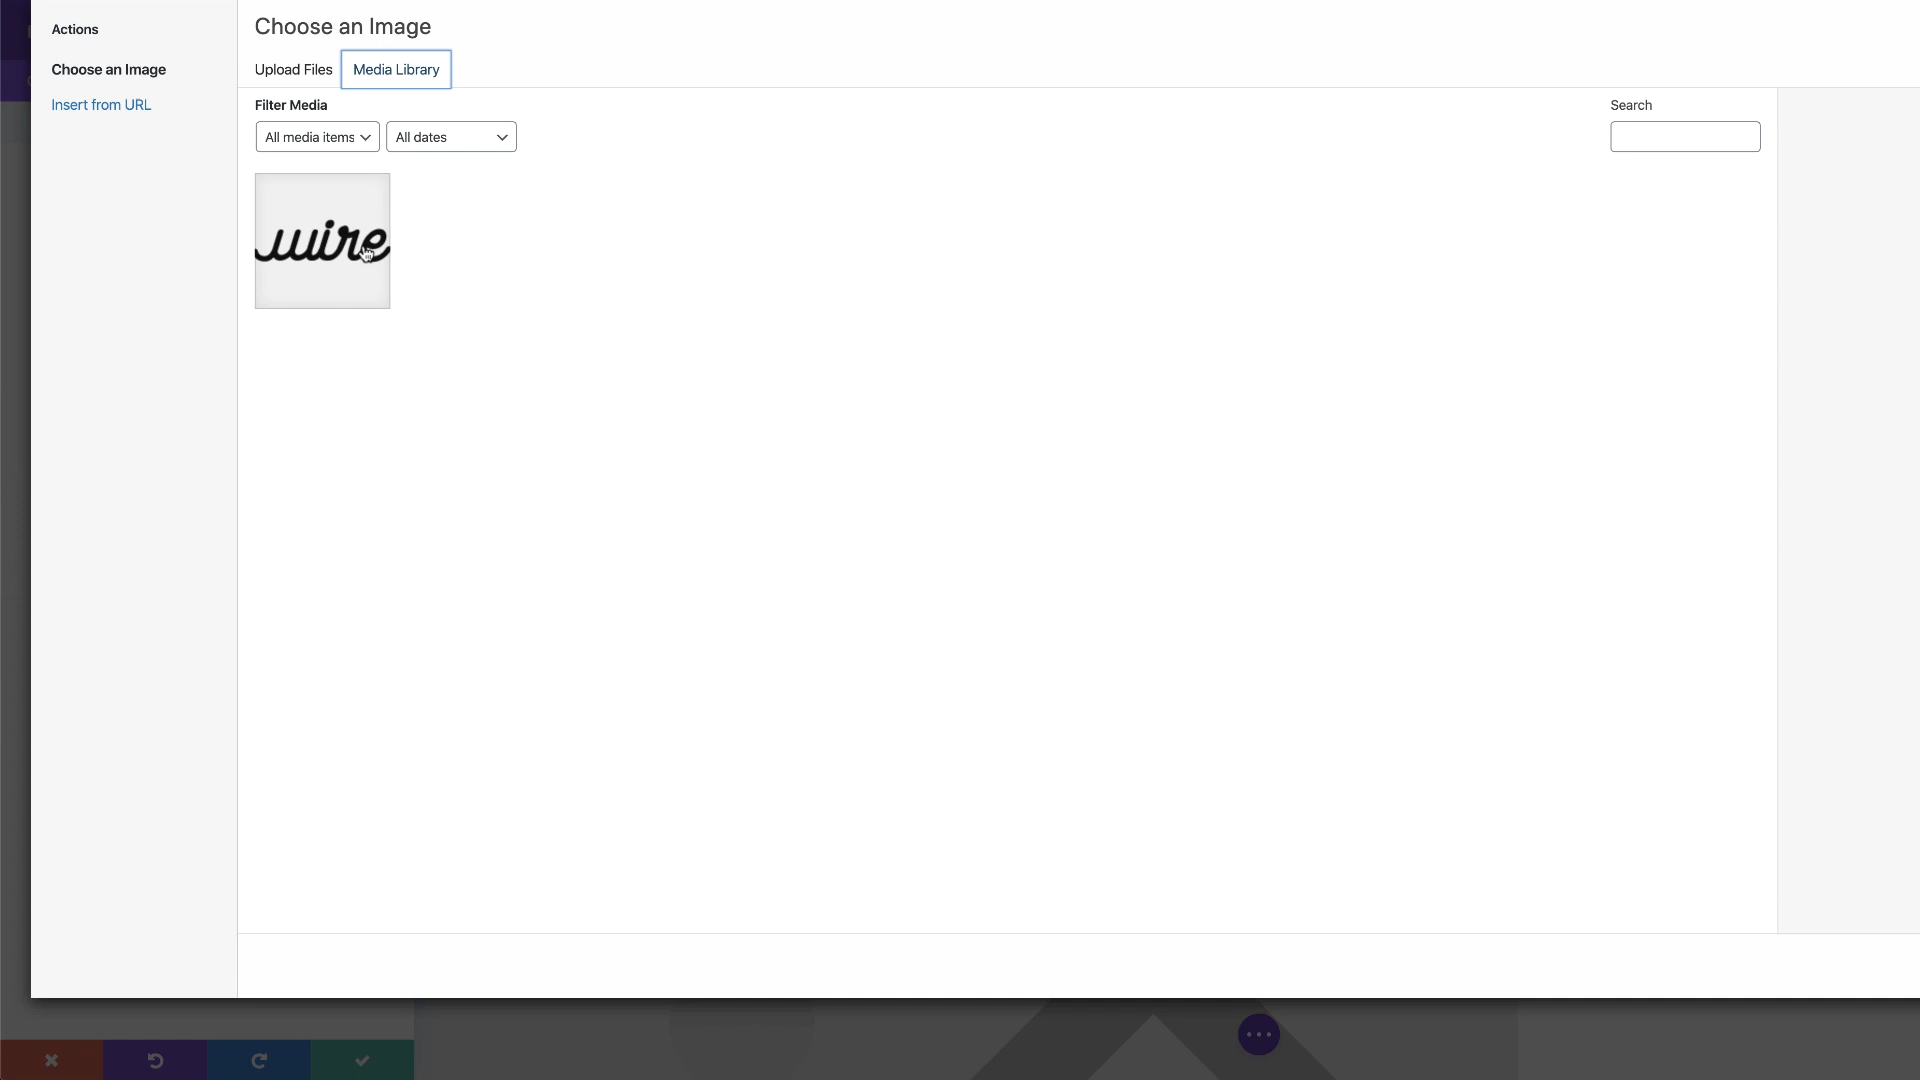 Actions
Choose an Image
Insert from URL
Choose an Image
Upload Files
Media Library
Filter Media
All media items
All dates
Search
wire